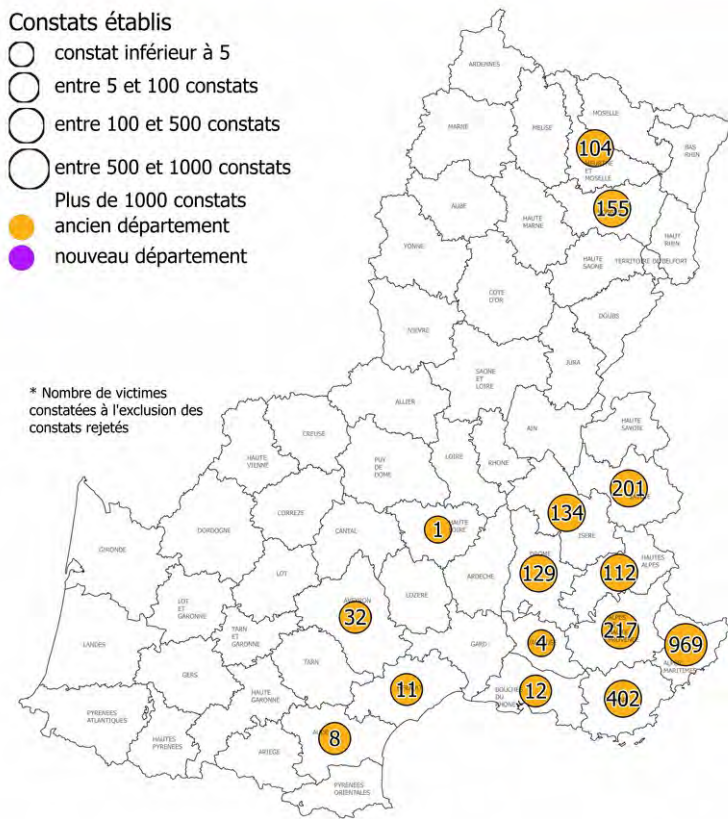 Constats établis
constat inférieur à 5
entre 5 et 100 constats
entre 100 et 500 constats
entre 500 et 1000 constats
Plus de 1000 constats
ancien département
nouveau département
* Nombre de victimes
constatées à l'exclusion des
constats rejetés
ARDENNES
MARNE
MEUSE
MOSELLE
BAS
RHIN
104
ET
MOSELLE
155
AUBE
HAUTE
MARNE
HAUT
RHIN
YONNE
HAUTE
SAONE
TERRITOIRE DE BELFORT
COTE
D'OR
DOUBS
NIEVRE
JURA
SAONE
ET
LOIRE
ALLIER
AIN
HAUTE
SAVOIE
CREUSE
HAUTE
VIENNE
PUY
DE
DOME
LOIRE
RHONE
201
134
ISERE
CORREZE
DORDOGNE
CANTAL
1
HAUTE
LOIRE
GIRONDE
129
112
HAUTES
ALPES
LOT
ARDECHE
LOZERE
AVEYRON
32
LOT
ET
GARONNE
TARN
ET
GARONNE
217
969
MARITIMES
4
GARD
LANDES
TARN
GERS
HAUTE
GARONNE
11
12
BOUCHES
DU
RHONE
402
PYRENEES
ATLANTIQUES
HAUTES
PYRENEES
ARIEGE
8
PYRENEES
ORIENTALES